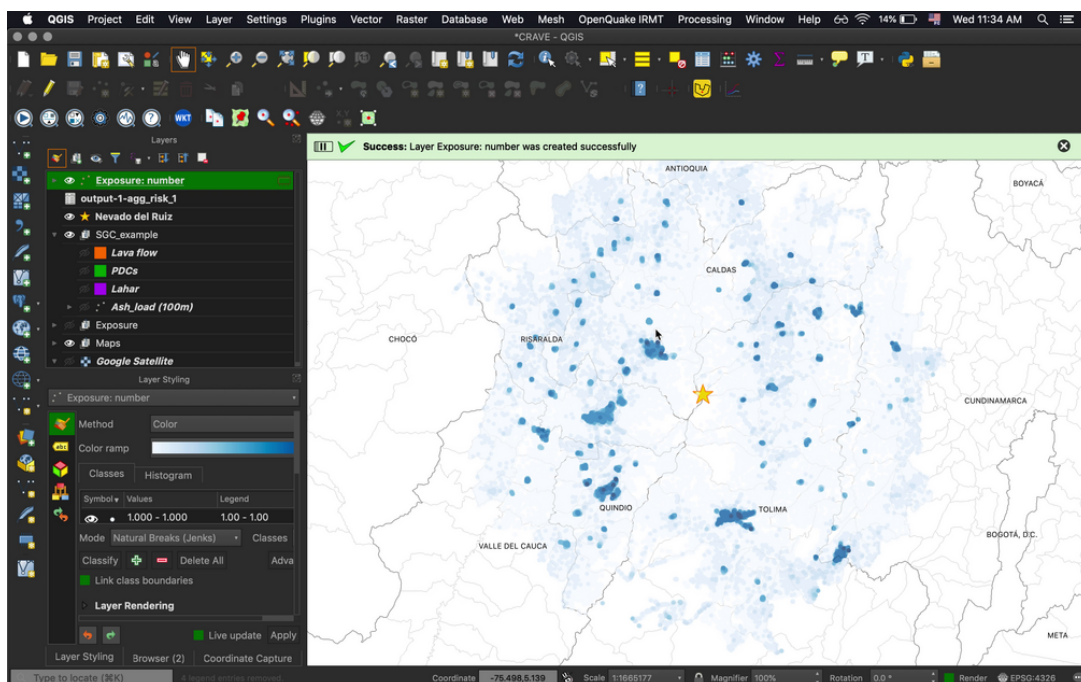 QGIS Project Edit View Layer Settings Plugins Vector Raster Database Web Mesh OpenQuake IRMT Processing Window Help 14% Wed 11:34 AM
*CRAVE - QGIS
WKT
Layers
Success: Layer Exposure: number was created successfully
Exposure: number
output-1-agg_risk_1
Nevado del Ruiz
SGC_example
Lava flow
PDCs
Lahar
Ash_load (100m)
Exposure
Maps
Google Satellite
Layer Styling
Exposure: number
Method Color
Color ramp
abc
Classes Histogram
Symbol Values Legend
1.000 - 1.000 1.00 - 1.00
Mode Natural Breaks (Jenks) Classes
Classify Delete All Adva
Link class boundaries
Layer Rendering
Live update Apply
Layer Styling Browser (2) Coordinate Capture
ANTIOQUIA
BOYACÁ
CALDAS
CHOCÓ
RISARALDA
CUNDINAMARCA
QUINDIO
TOLIMA
BOGOTÁ, D.C.
VALLE DEL CAUCA
META
Type to locate (⌘K) 4 legend entries removed. Coordinate -75.498,5.139 Scale 1:1665177 Magnifier 100% Rotation 0.0 ° Render EPSG:4326